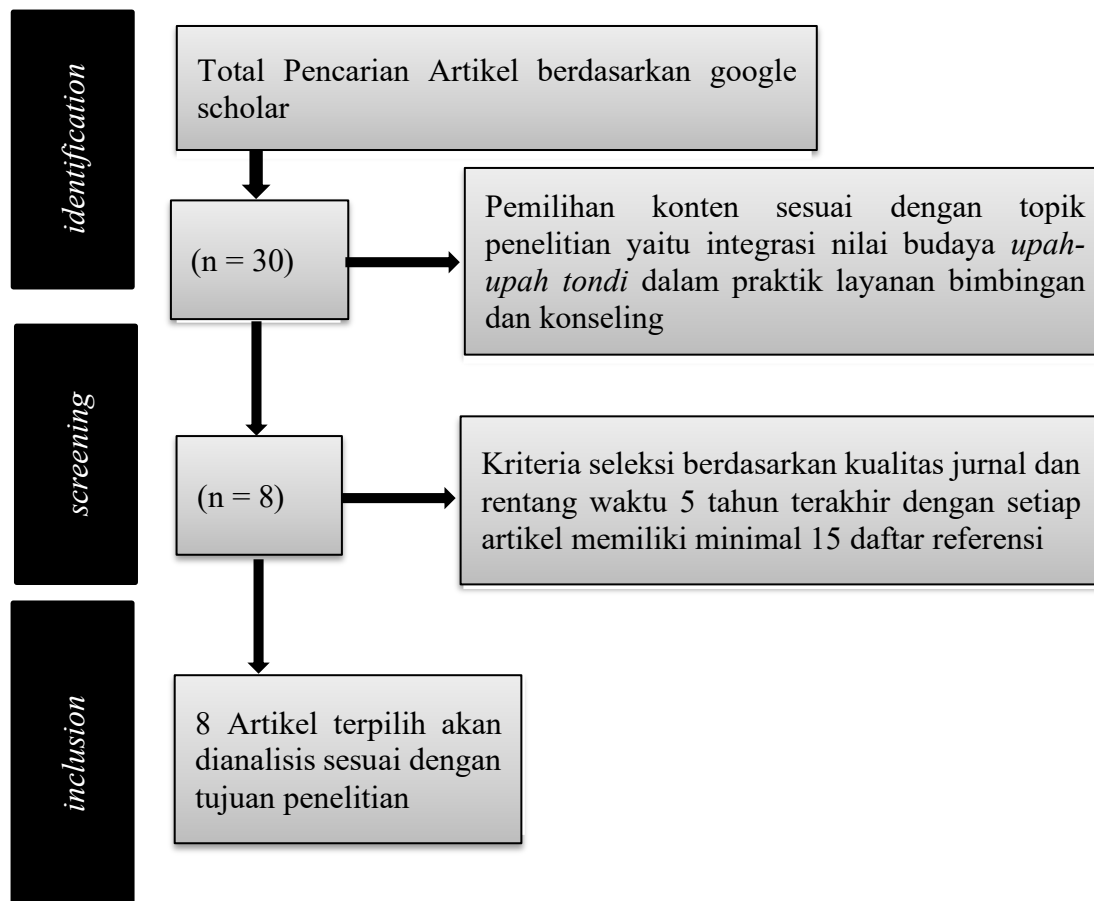 identification
Total Pencarian Artikel berdasarkan google
scholar
(n = 30)
Pemilihan konten sesuai dengan topik
penelitian yaitu integrasi nilai budaya upah-
upah tondi dalam praktik layanan bimbingan
dan konseling
screening
(n = 8)
Kriteria seleksi berdasarkan kualitas jurnal dan
rentang waktu 5 tahun terakhir dengan setiap
artikel memiliki minimal 15 daftar referensi
inclusion
8 Artikel terpilih akan
dianalisis sesuai dengan
tujuan penelitian